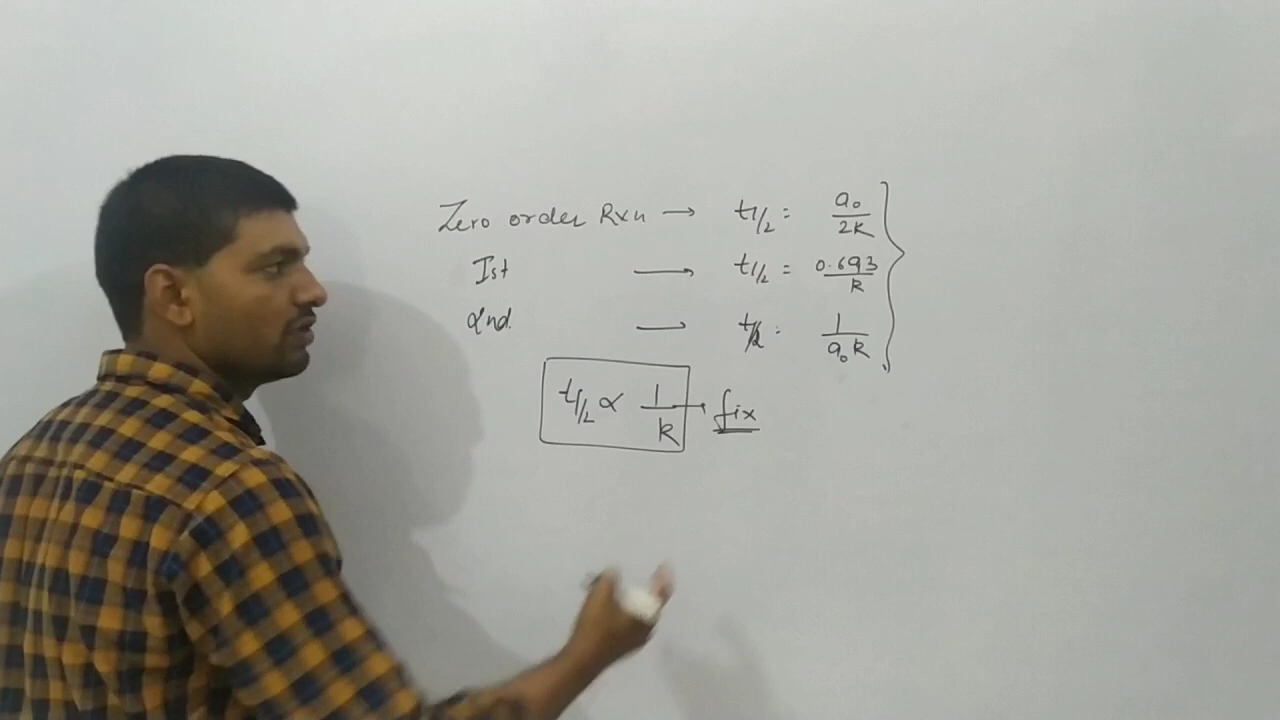 Zero order Rxn → t1/2 = a₀/2K
Ist → t1/2 = 0.693/K
2nd. → t1/2 = 1/a₀K
t1/2 ∝ 1/K → fix